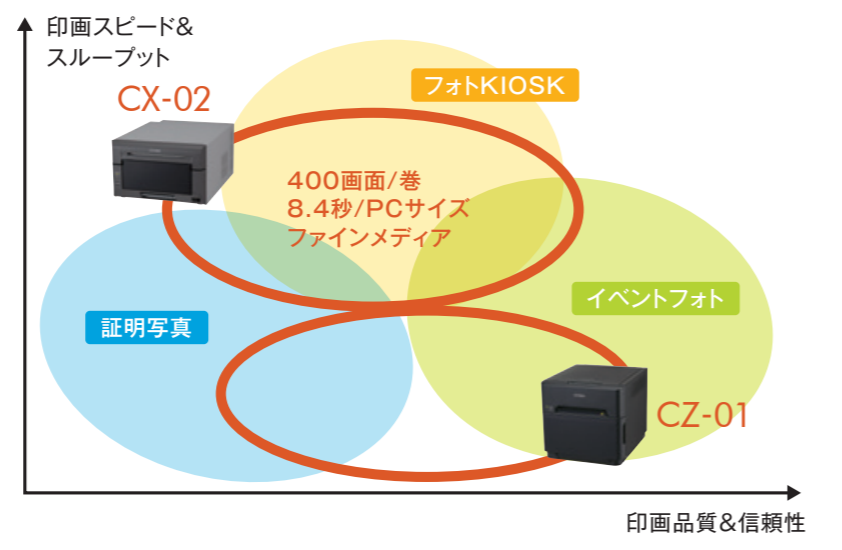 印画スピード&
スループット
フォトKIOSK
CX-02
400画面/巻
8.4秒/PCサイズ
ファインメディア
イベントフォト
証明写真
CZ-01
印画品質&信頼性